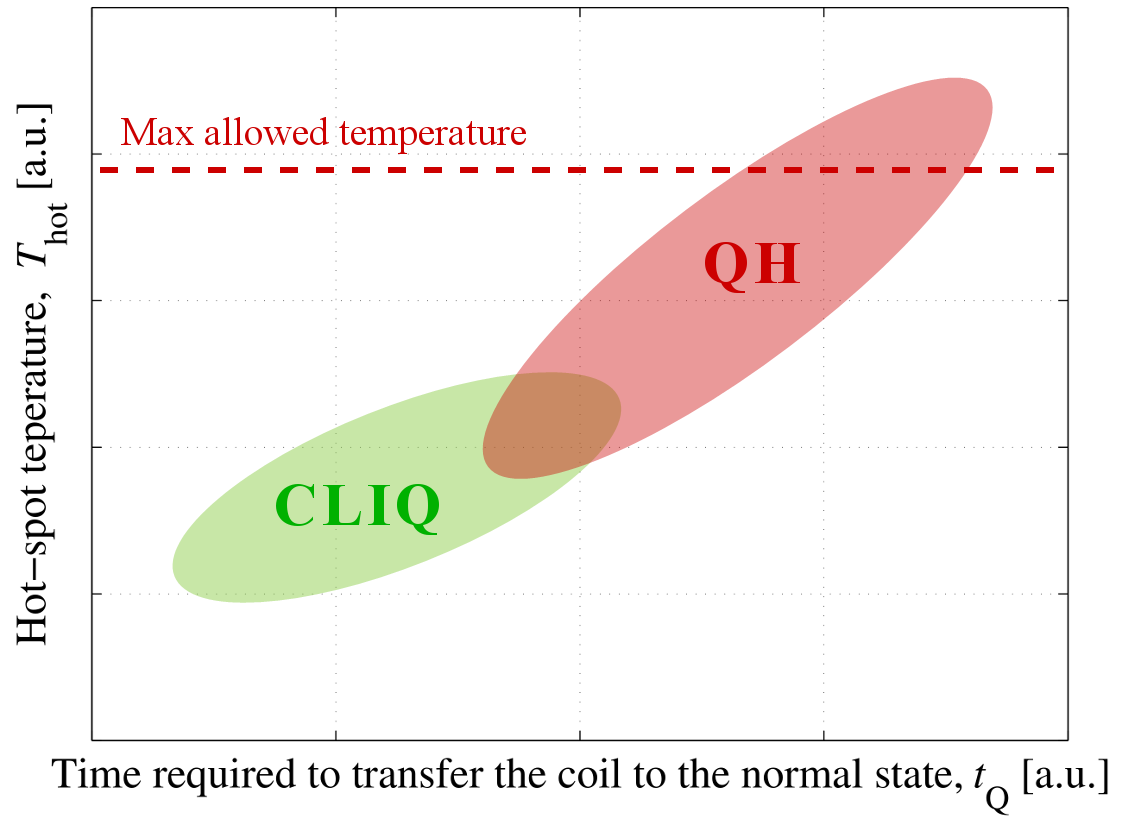 Max allowed temperature
QH
CLIQ
Hot−spot teperature, T_hot [a.u.]
Time required to transfer the coil to the normal state, t_Q [a.u.]